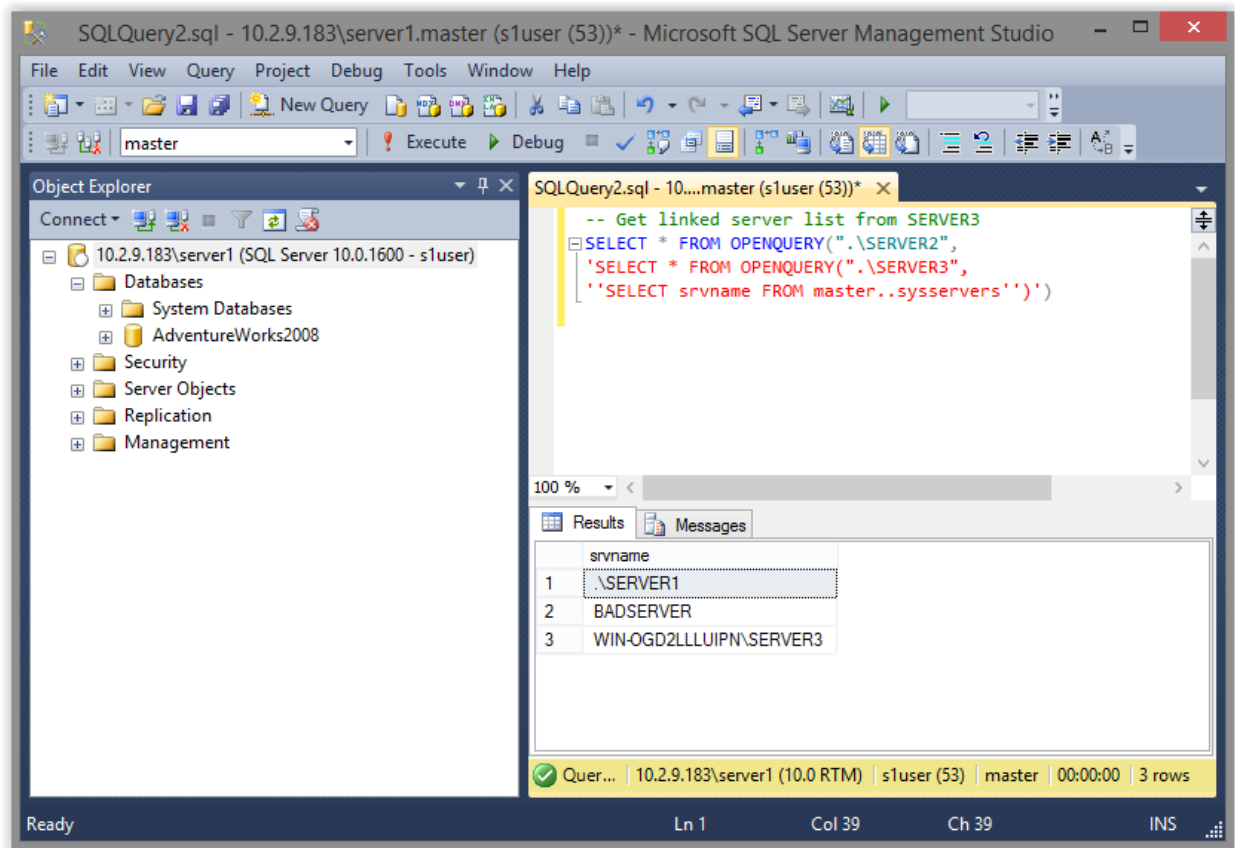 SQLQuery2.sql - 10.2.9.183\server1.master (s1user (53))* - Microsoft SQL Server Management Studio
File Edit View Query Project Debug Tools Window Help
New Query
master Execute Debug
Object Explorer
Connect
10.2.9.183\server1 (SQL Server 10.0.1600 - s1user)
Databases
System Databases
AdventureWorks2008
Security
Server Objects
Replication
Management
SQLQuery2.sql - 10....master (s1user (53))*
-- Get linked server list from SERVER3
SELECT * FROM OPENQUERY(".\SERVER2",
'SELECT * FROM OPENQUERY(".\SERVER3",
''SELECT srvname FROM master..sysservers'')')
100 %
Results Messages
srvname
1 .\SERVER1
2 BADSERVER
3 WIN-OGD2LLLUIPN\SERVER3
Quer... 10.2.9.183\server1 (10.0 RTM) s1user (53) master 00:00:00 3 rows
Ready Ln 1 Col 39 Ch 39 INS